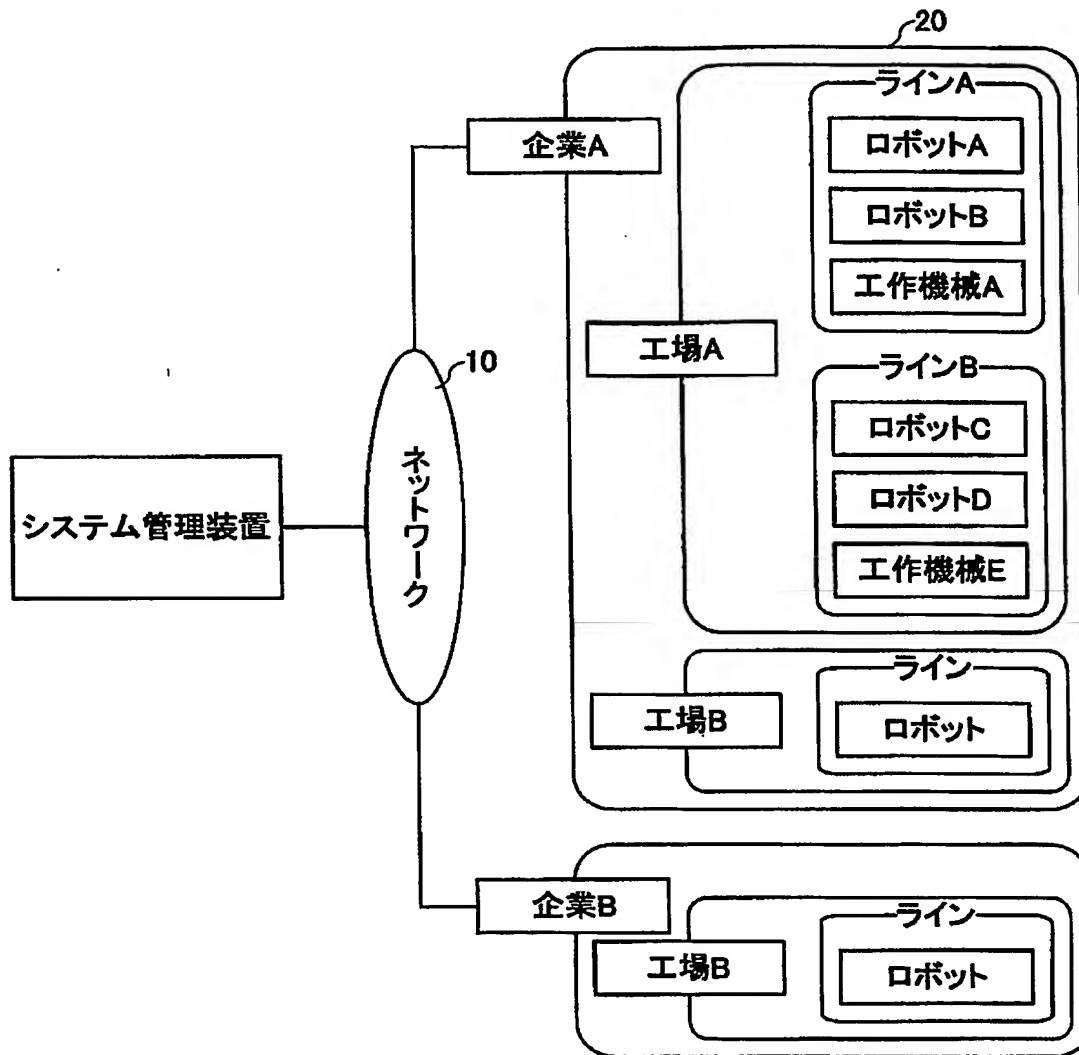 20
ラインA
企業A
ロボットA
ロボットB
工作機械A
工場A
10
ラインB
ロボットC
ネットワーク
ロボットD
システム管理装置
工作機械E
ライン
工場B
ロボット
企業B
ライン
工場B
ロボット